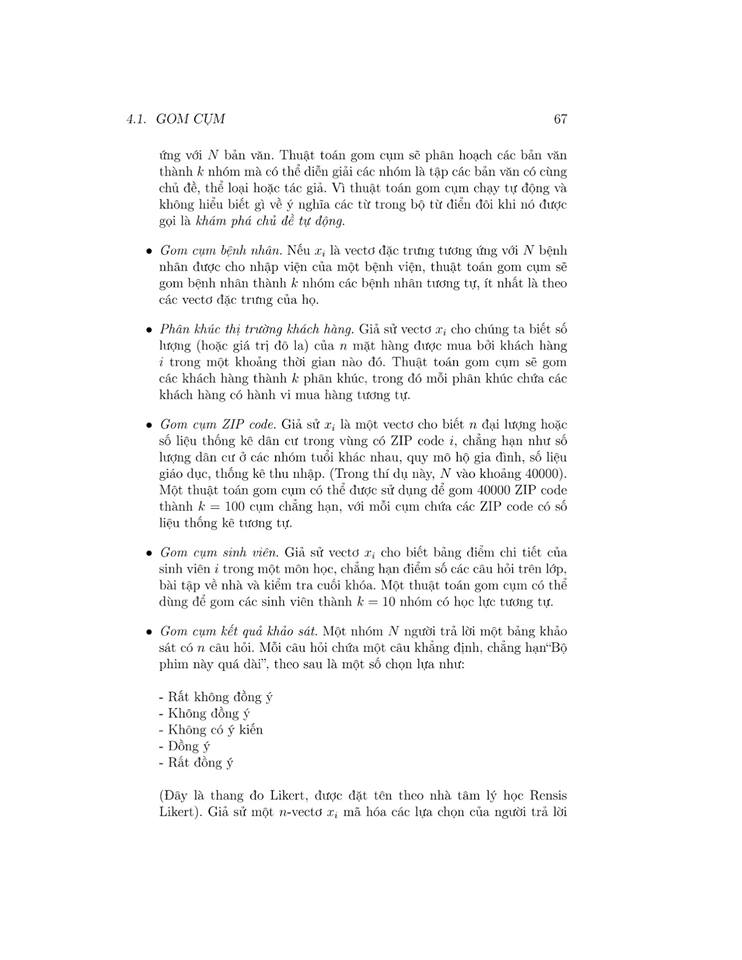 4.1. GOM CỤM 67
ứng với N bản văn. Thuật toán gom cụm sẽ phân hoạch các bản văn
thành k nhóm mà có thể diễn giải các nhóm là tập các bản văn có cùng
chủ đề, thể loại hoặc tác giả. Vì thuật toán gom cụm chạy tự động và
không hiểu biết gì về ý nghĩa các từ trong bộ từ điển đôi khi nó được
gọi là khám phá chủ đề tự động.
• Gom cụm bệnh nhân. Nếu xᵢ là vectơ đặc trưng tương ứng với N bệnh
nhân được cho nhập viện của một bệnh viện, thuật toán gom cụm sẽ
gom bệnh nhân thành k nhóm các bệnh nhân tương tự, ít nhất là theo
các vectơ đặc trưng của họ.
• Phân khúc thị trường khách hàng. Giả sử vectơ xᵢ cho chúng ta biết số
lượng (hoặc giá trị đô la) của n mặt hàng được mua bởi khách hàng
i trong một khoảng thời gian nào đó. Thuật toán gom cụm sẽ gom
các khách hàng thành k phân khúc, trong đó mỗi phân khúc chứa các
khách hàng có hành vi mua hàng tương tự.
• Gom cụm ZIP code. Giả sử xᵢ là một vectơ cho biết n đại lượng hoặc
số liệu thống kê dân cư trong vùng có ZIP code i, chẳng hạn như số
lượng dân cư ở các nhóm tuổi khác nhau, quy mô hộ gia đình, số liệu
giáo dục, thống kê thu nhập. (Trong thí dụ này, N vào khoảng 40000).
Một thuật toán gom cụm có thể được sử dụng để gom 40000 ZIP code
thành k = 100 cụm chẳng hạn, với mỗi cụm chứa các ZIP code có số
liệu thống kê tương tự.
• Gom cụm sinh viên. Giả sử vectơ xᵢ cho biết bảng điểm chi tiết của
sinh viên i trong một môn học, chẳng hạn điểm số các câu hỏi trên lớp,
bài tập về nhà và kiểm tra cuối khóa. Một thuật toán gom cụm có thể
dùng để gom các sinh viên thành k = 10 nhóm có học lực tương tự.
• Gom cụm kết quả khảo sát. Một nhóm N người trả lời một bảng khảo
sát có n câu hỏi. Mỗi câu hỏi chứa một câu khẳng định, chẳng hạn“Bộ
phim này quá dài”, theo sau là một số chọn lựa như:
- Rất không đồng ý
- Không đồng ý
- Không có ý kiến
- Đồng ý
- Rất đồng ý
(Đây là thang đo Likert, được đặt tên theo nhà tâm lý học Rensis
Likert). Giả sử một n-vectơ xᵢ mã hóa các lựa chọn của người trả lời